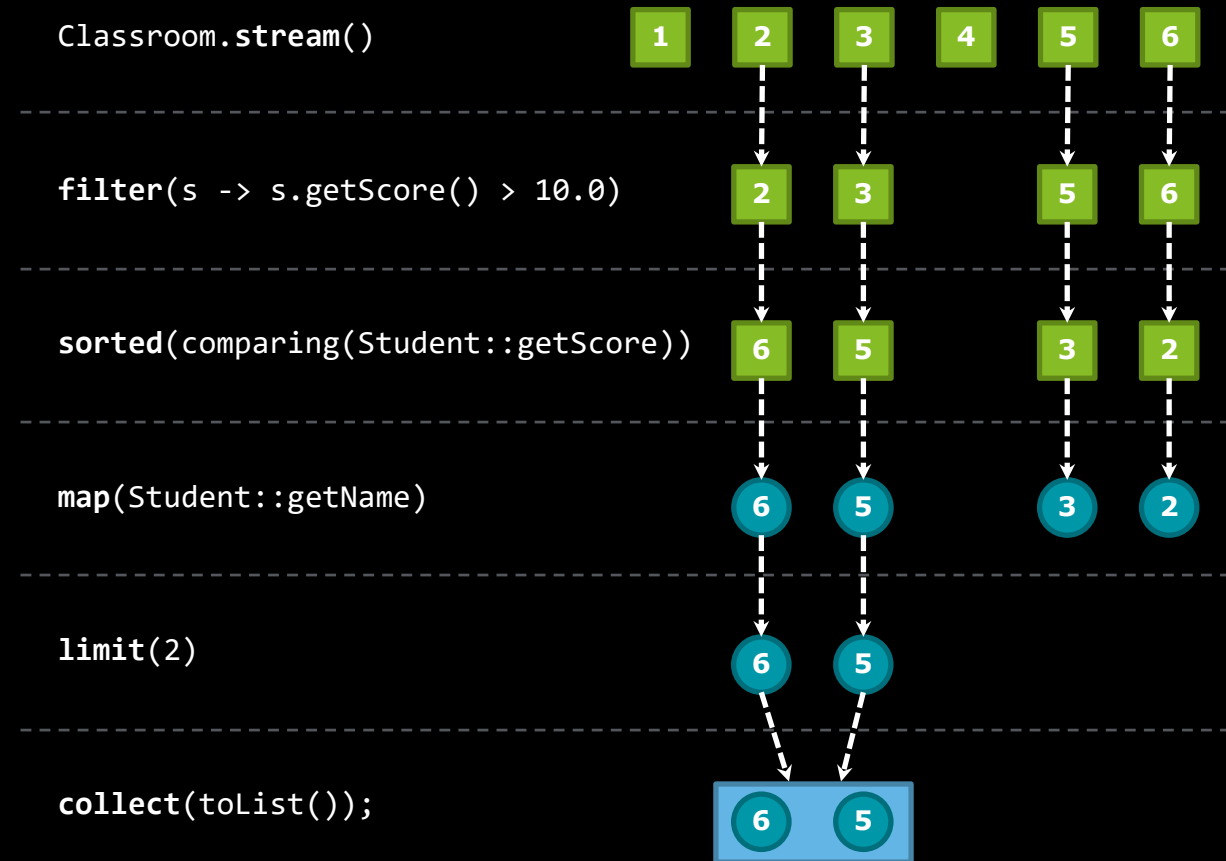 Classroom.stream() 1 2 3 4 5 6
filter(s -> s.getScore() > 10.0) 2 3 5 6
sorted(comparing(Student::getScore)) 6 5 3 2
map(Student::getName) 6 5 3 2
limit(2) 6 5
collect(toList()); 6 5